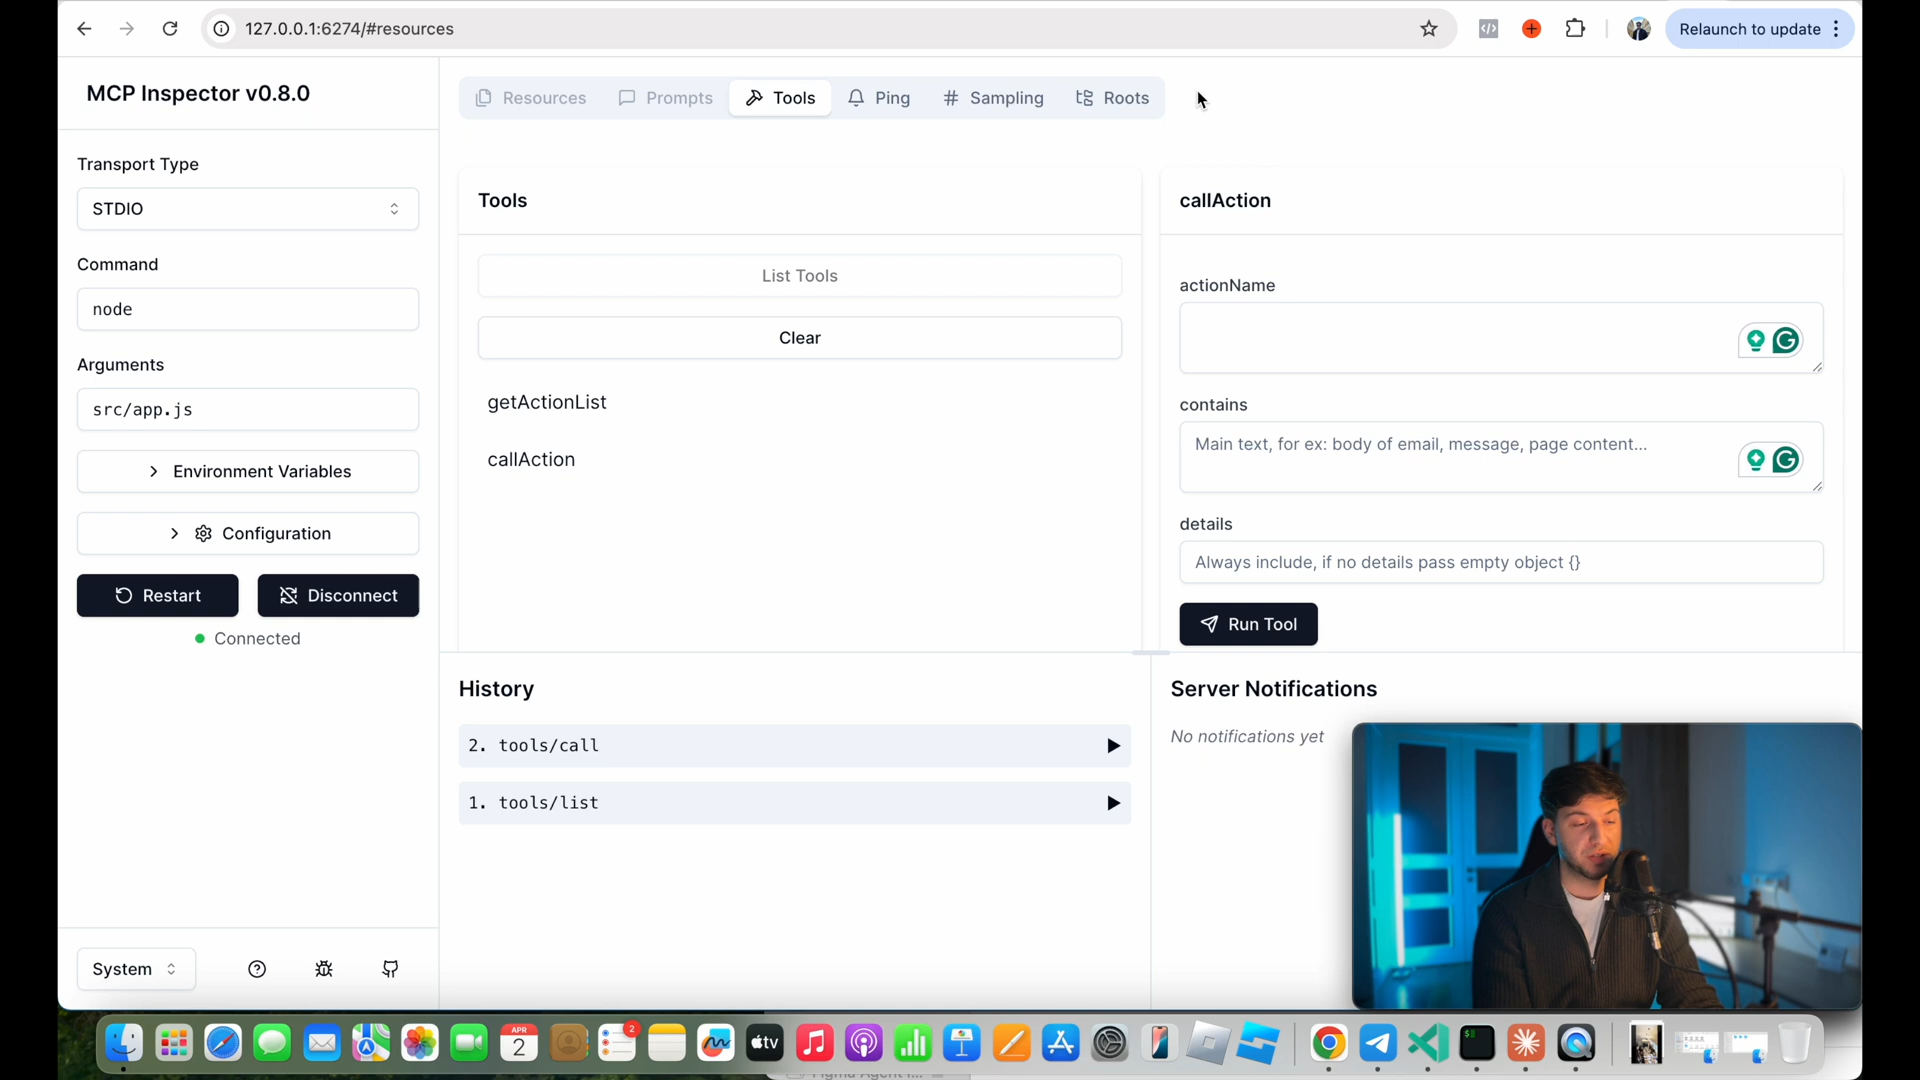 127.0.0.1:6274/#resources
Relaunch to update
MCP Inspector v0.8.0
Resources
Prompts
Tools
Ping
Sampling
Roots
Transport Type
STDIO
Command
node
Arguments
src/app.js
Environment Variables
Configuration
Restart
Disconnect
Connected
System
Tools
List Tools
Clear
getActionList
callAction
callAction
actionName
contains
Main text, for ex: body of email, message, page content...
details
Always include, if no details pass empty object {}
Run Tool
History
2. tools/call
1. tools/list
Server Notifications
No notifications yet
APR
2
2
tv
$